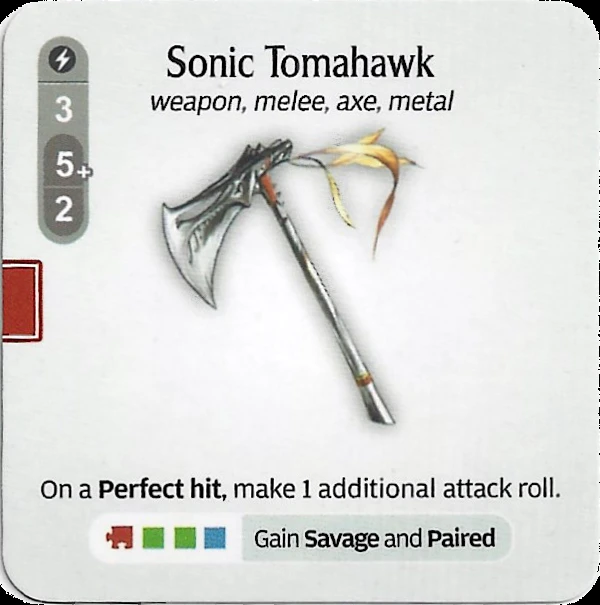 Sonic Tomahawk
weapon, melee, axe, metal
3
5+
2
On a Perfect hit, make 1 additional attack roll.
Gain Savage and Paired